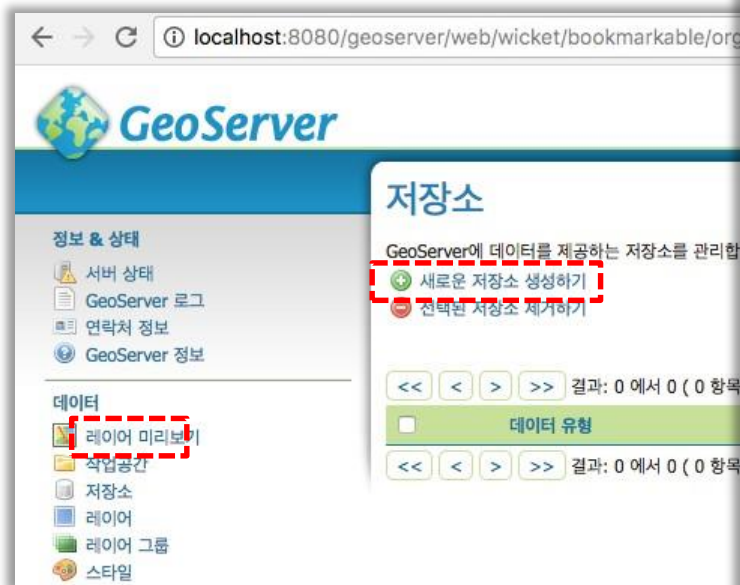 localhost:8080/geoserver/web/wicket/bookmarkable/org
GeoServer
정보 & 상태
서버 상태
GeoServer 로그
연락처 정보
GeoServer 정보
데이터
레이어 미리보기
작업공간
저장소
레이어
레이어 그룹
스타일
저장소
GeoServer에 데이터를 제공하는 저장소를 관리합
새로운 저장소 생성하기
선택된 저장소 제거하기
<< < > >> 결과: 0 에서 0 ( 0 항목
데이터 유형
<< < > >> 결과: 0 에서 0 ( 0 항목